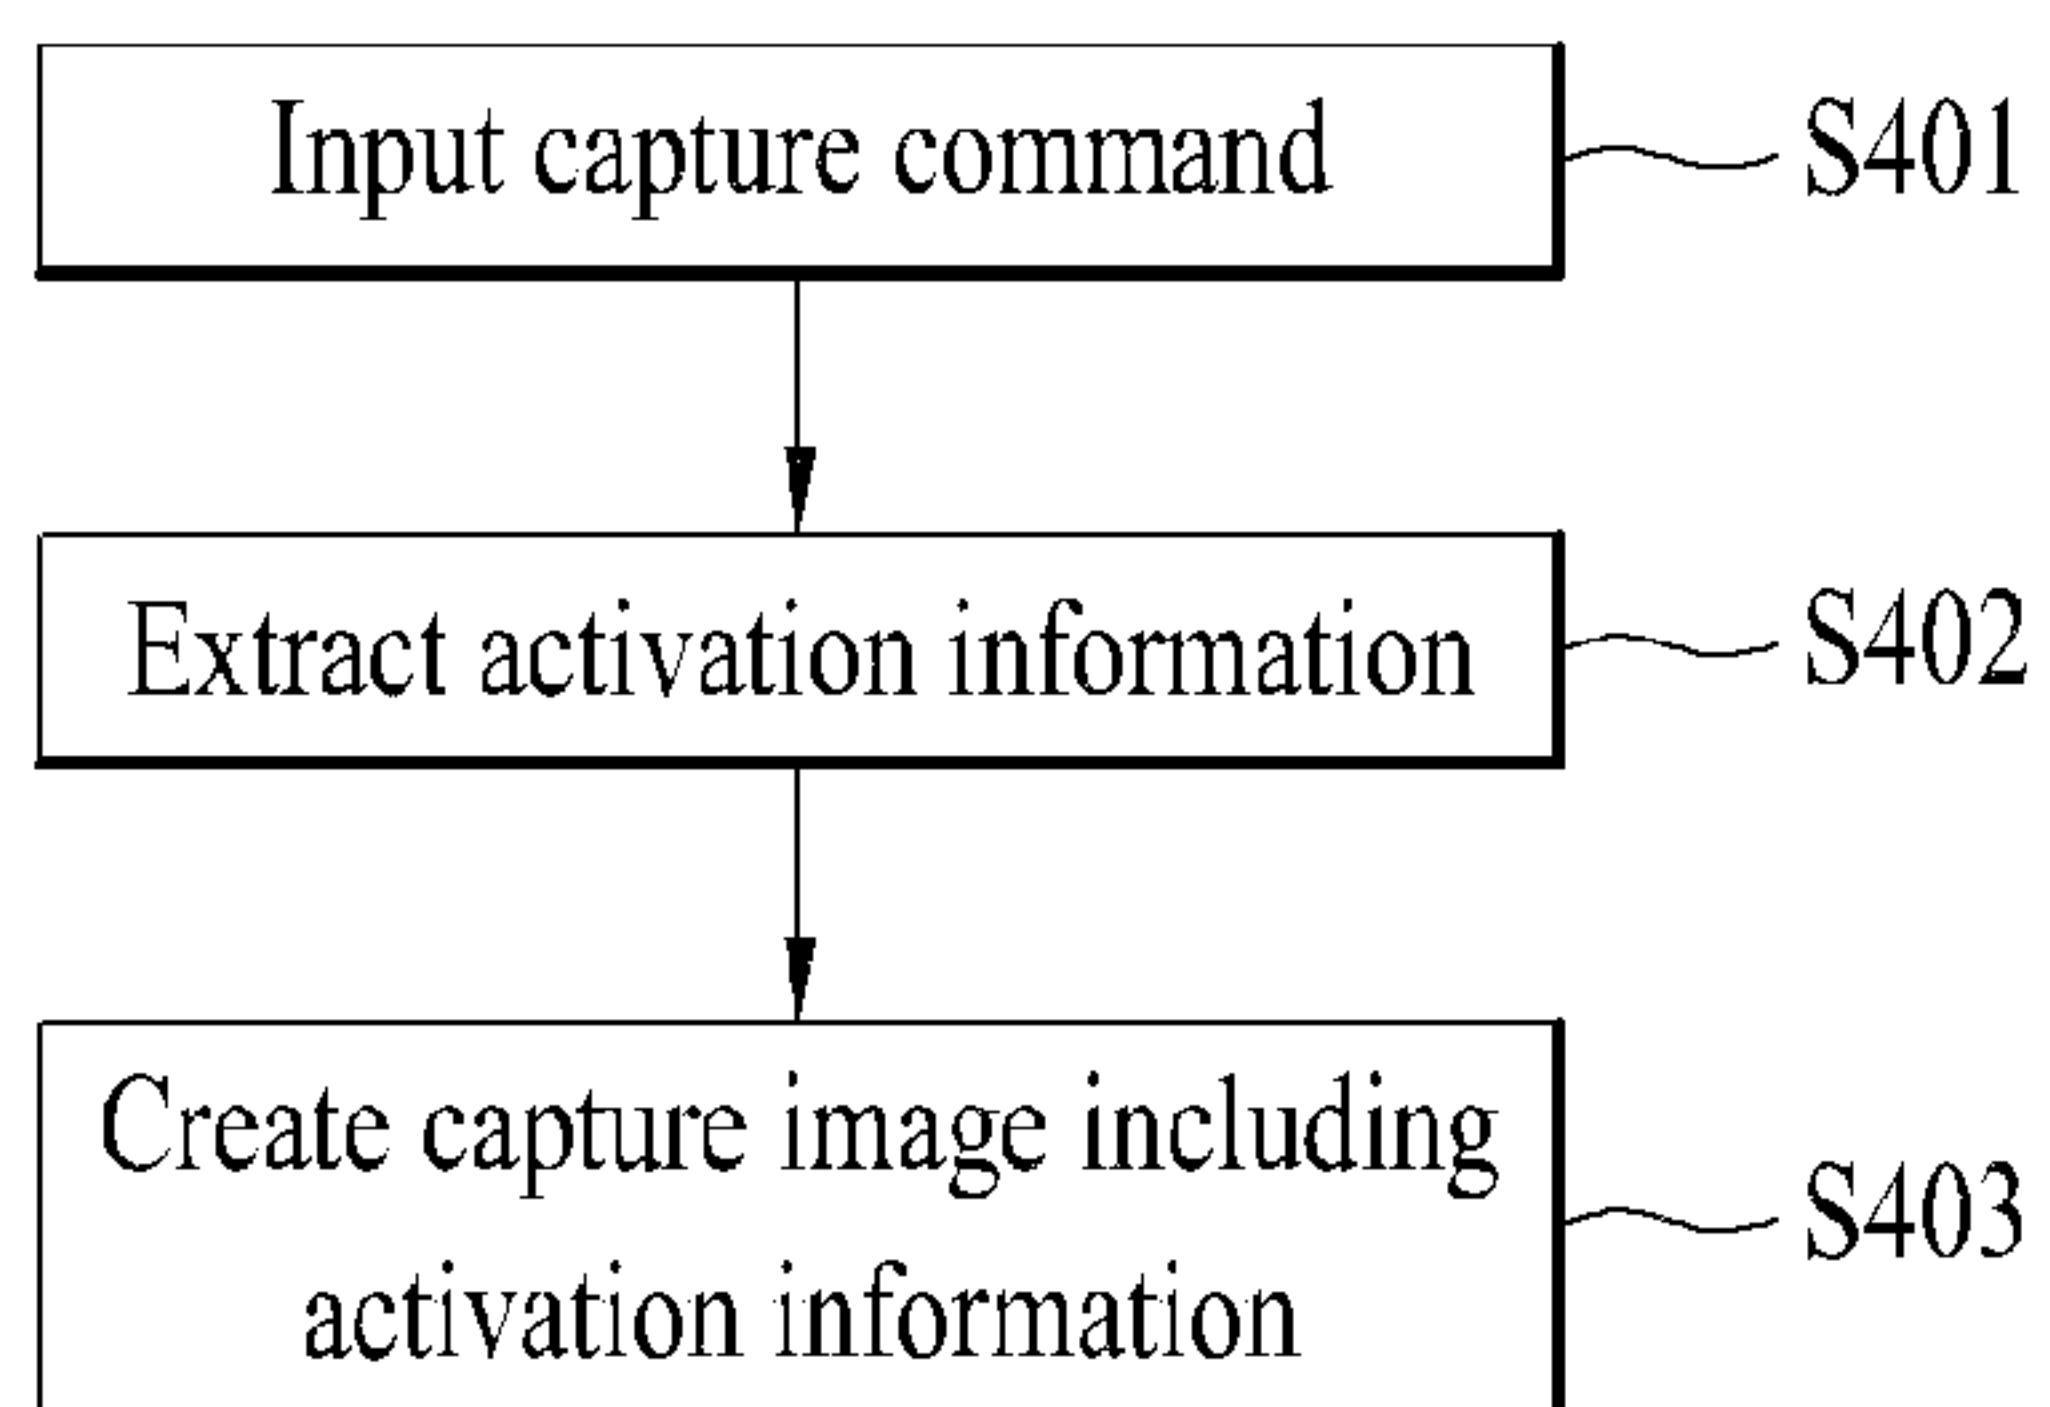 Input capture command
S401
Extract activation information
S402
Create capture image including
activation information
S403